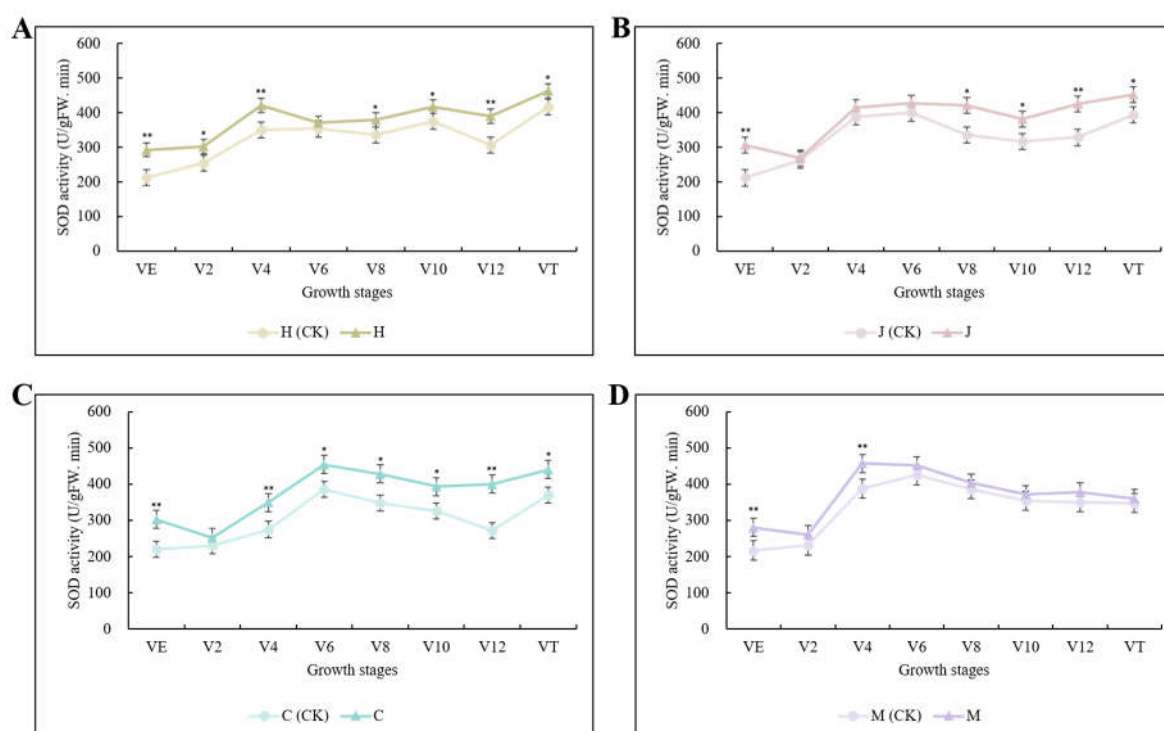 A
SOD activity (U/gFW. min)
600
500
400
300
200
100
0
** * ** * * ** *
VE V2 V4 V6 V8 V10 V12 VT
Growth stages
H (CK) H
B
SOD activity (U/gFW. min)
600
500
400
300
200
100
0
** * * ** *
VE V2 V4 V6 V8 V10 V12 VT
Growth stages
J (CK) J
C
SOD activity (U/gFW. min)
600
500
400
300
200
100
0
** ** * * * ** *
VE V2 V4 V6 V8 V10 V12 VT
Growth stages
C (CK) C
D
SOD activity (U/gFW. min)
600
500
400
300
200
100
0
** **
VE V2 V4 V6 V8 V10 V12 VT
Growth stages
M (CK) M